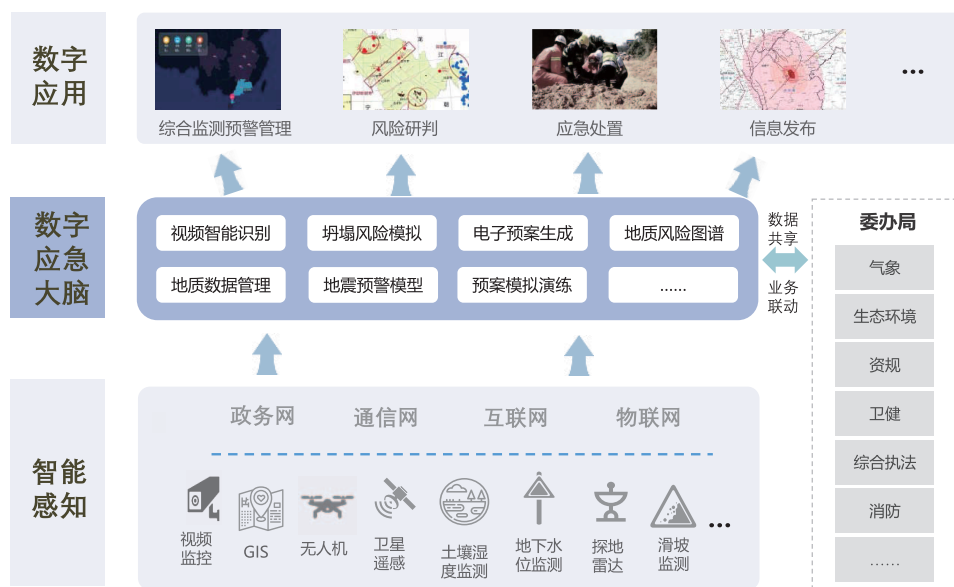 数字
应用
综合监测预警管理
风险研判
应急处置
信息发布
...
数字
应急
大脑
视频智能识别
坍塌风险模拟
电子预案生成
地质风险图谱
地质数据管理
地震预警模型
预案模拟演练
......
数据
共享
业务
联动
委办局
气象
生态环境
资规
卫健
综合执法
消防
......
智能
感知
政务网
通信网
互联网
物联网
视频
监控
GIS
无人机
卫星
遥感
土壤湿
度监测
地下水
位监测
探地
雷达
滑坡
监测
...